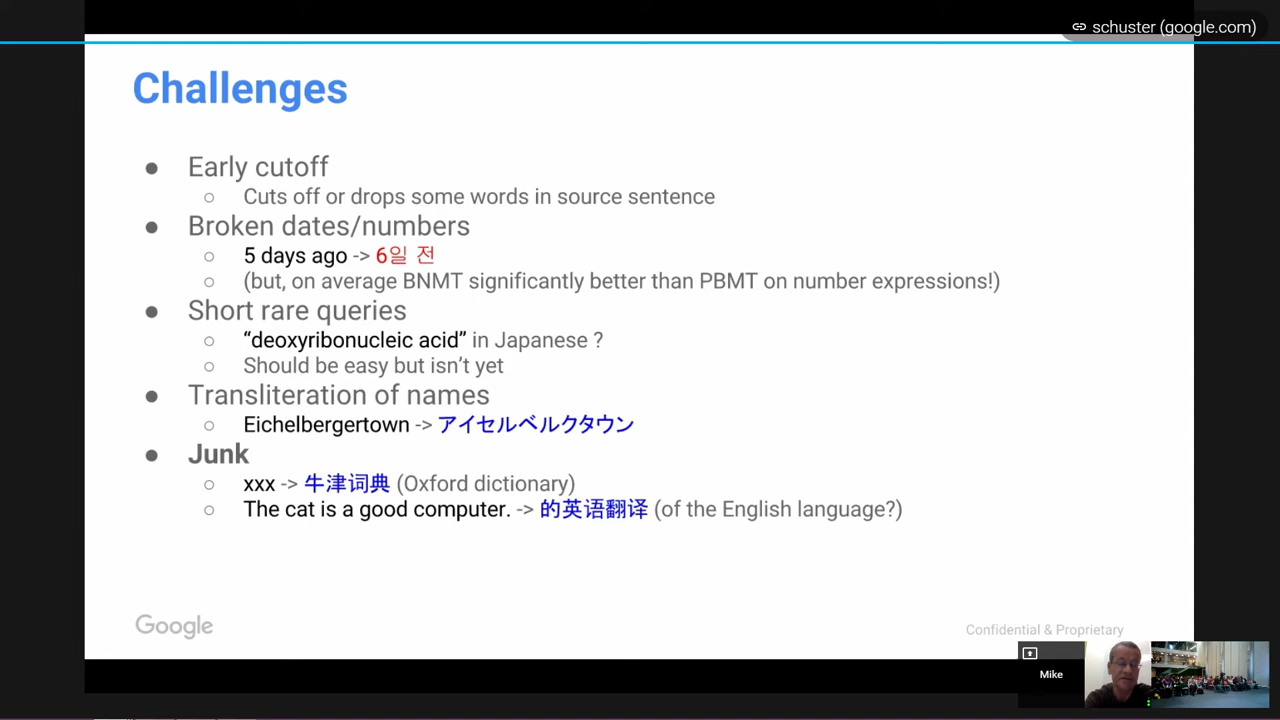 schuster (google.com)
Challenges
● Early cutoff
○ Cuts off or drops some words in source sentence
● Broken dates/numbers
○ 5 days ago -> 6일 전
○ (but, on average BNMT significantly better than PBMT on number expressions!)
● Short rare queries
○ “deoxyribonucleic acid” in Japanese ?
○ Should be easy but isn’t yet
● Transliteration of names
○ Eichelbergertown -> アイセルベルクタウン
● Junk
○ xxx -> 牛津词典 (Oxford dictionary)
○ The cat is a good computer. -> 的英语翻译 (of the English language?)
Google
Confidential & Proprietary
Mike